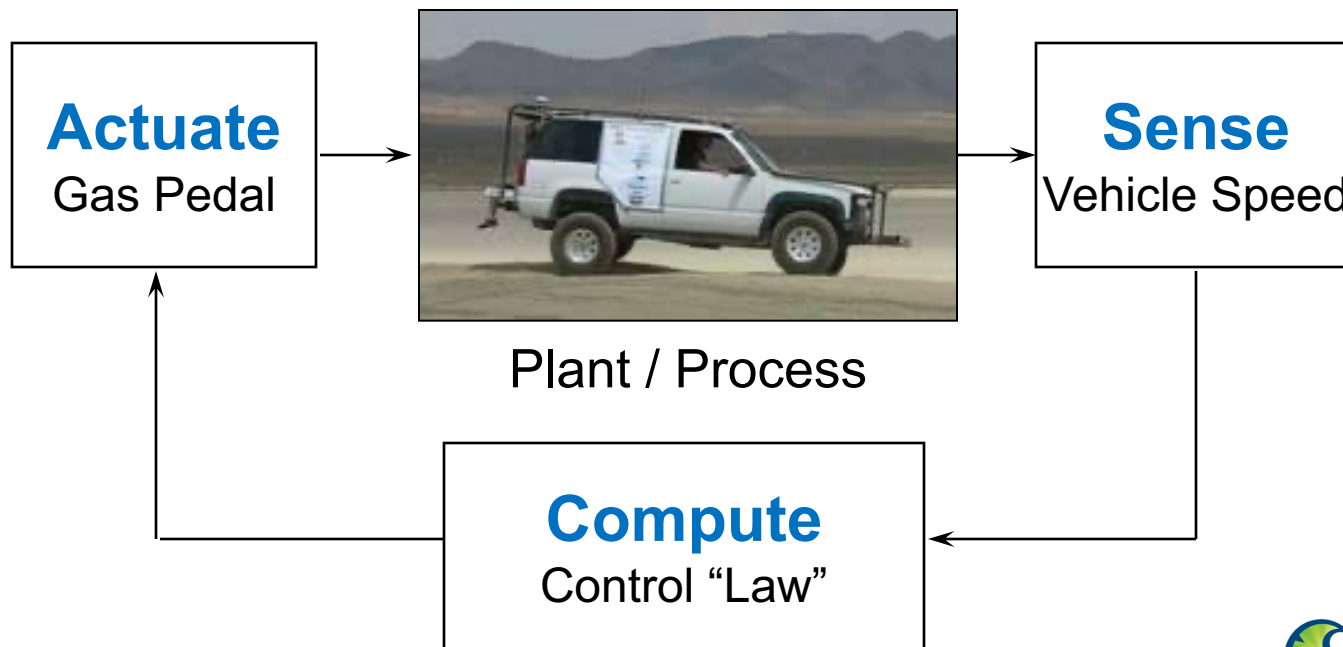 Actuate
Gas Pedal
Sense
Vehicle Speed
Plant / Process
Compute
Control “Law”